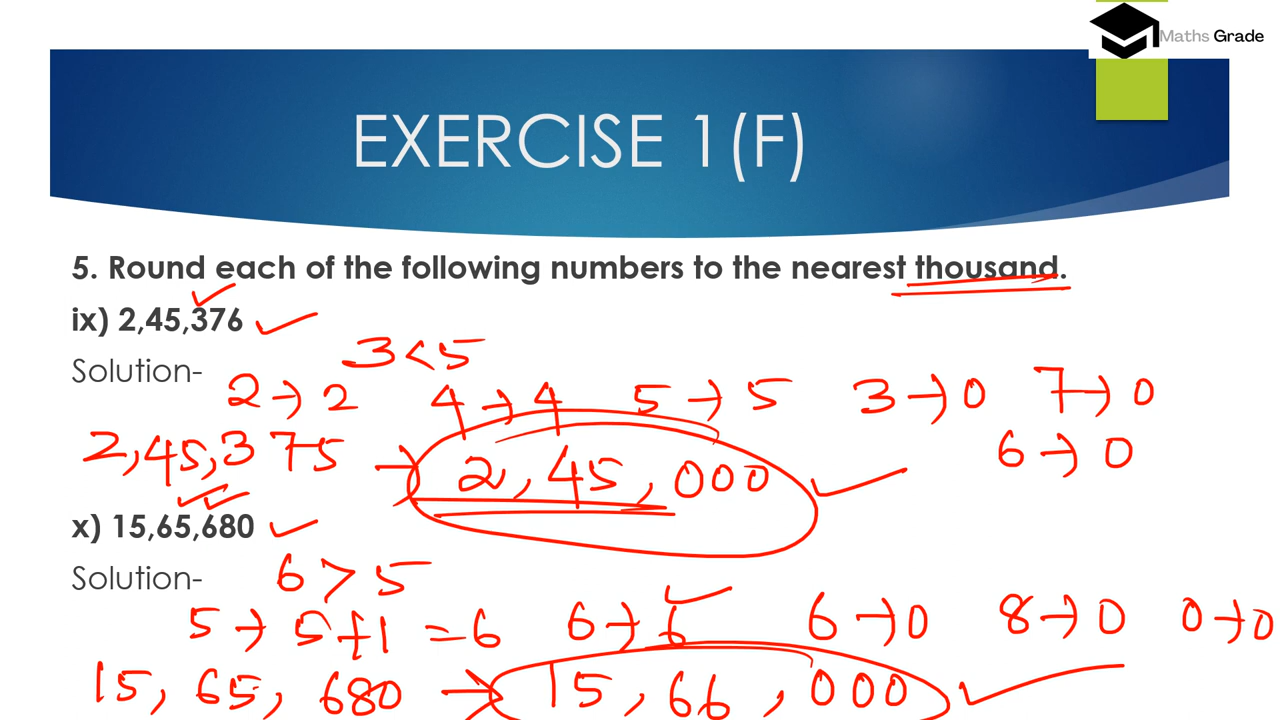 Maths Grade
EXERCISE 1(F)
5. Round each of the following numbers to the nearest thousand.
ix) 2,45,376
3<5
Solution-
2→2 4→4 5→5 3→0 7→0
2,45,375 → 2,45,000 6→0
x) 15,65,680
Solution- 6>5
5→5+1=6 6→6 6→0 8→0 0→0
15,65,680 → 15,66,000